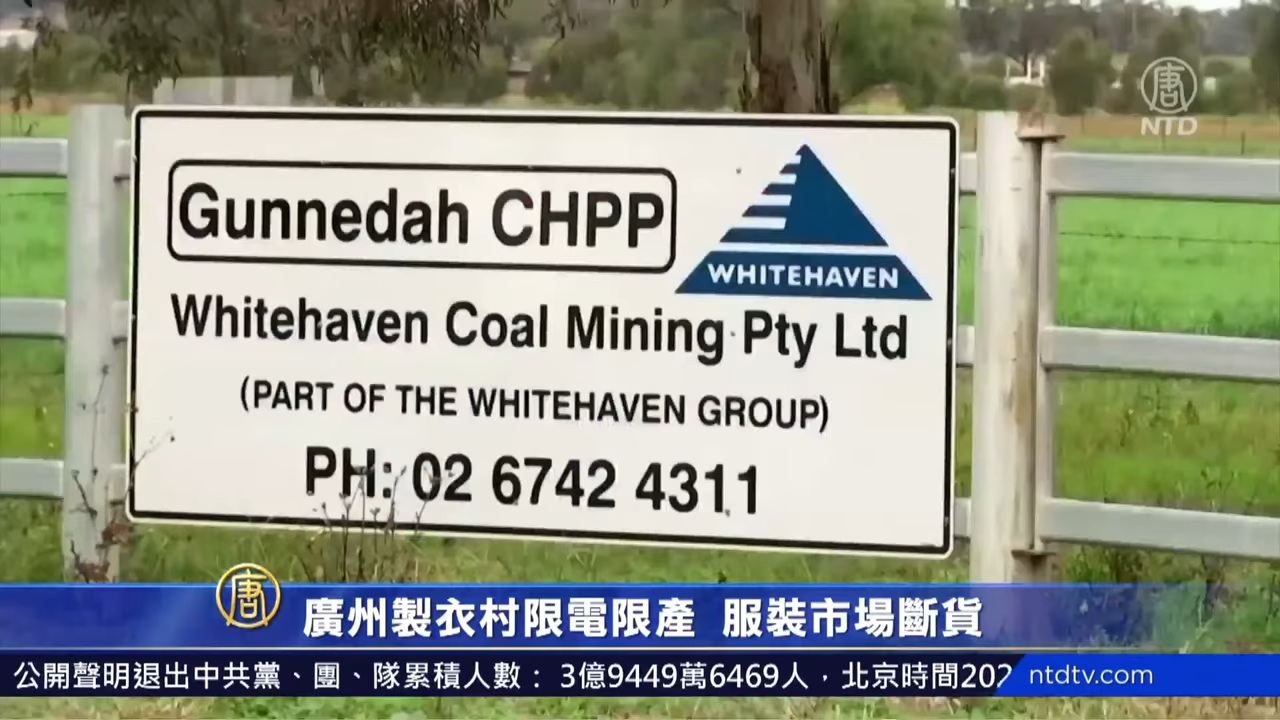 唐
NTD
Gunnedah CHPP
WHITEHAVEN
Whitehaven Coal Mining Pty Ltd
(PART OF THE WHITEHAVEN GROUP)
PH: 02 6742 4311
唐
廣州製衣村限電限產 服裝市場斷貨
公開聲明退出中共黨、團、隊累積人數： 3億9449萬6469人，北京時間202
ntdtv.com